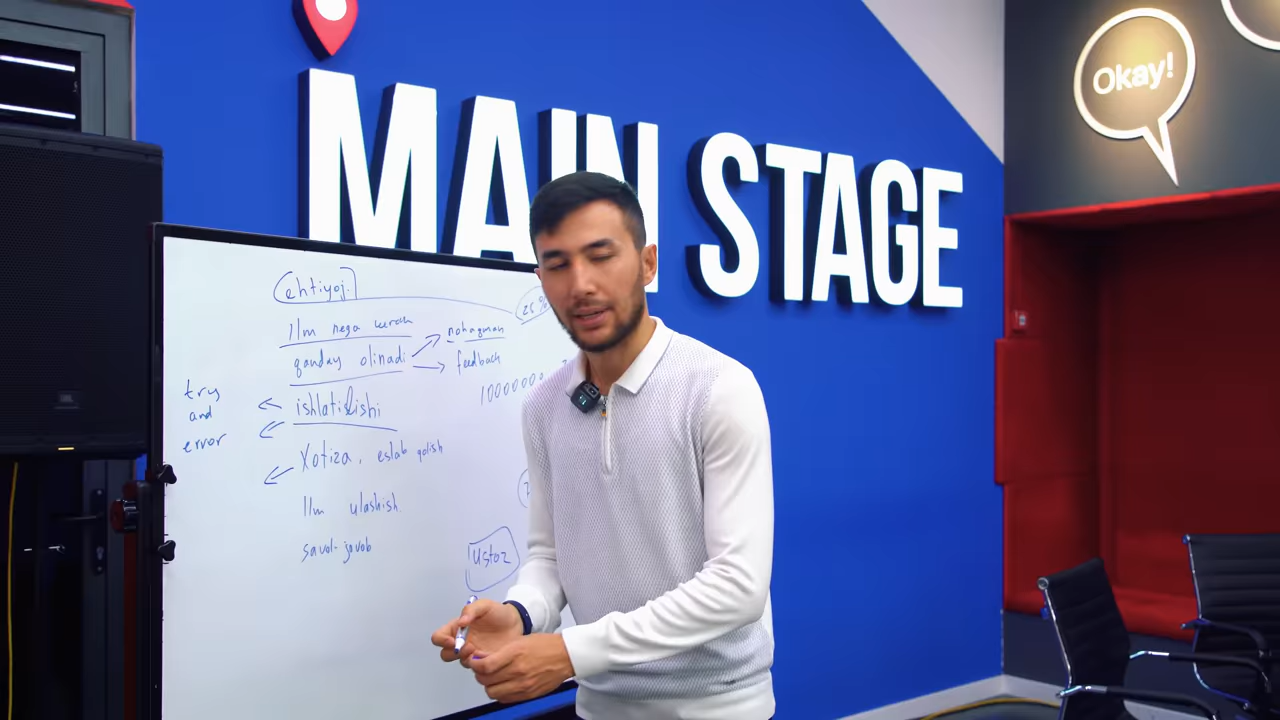 MAIN STAGE
Okay!
ehtiyoj.
25%
Ilm nega kerak
qanday olinadi
feedback
10000000
try
and
error
ishlatilishi
Xotira, eslab qolish
Ilm ulashish
savol-javob
ustoz